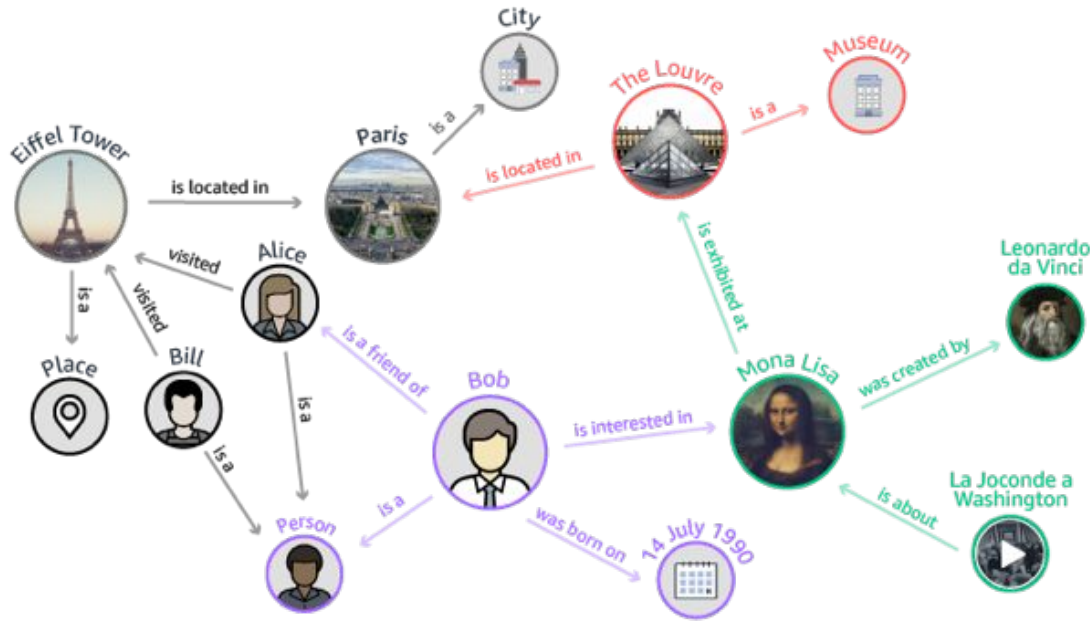 City
Museum
The Louvre
is a
is a
Eiffel Tower
Paris
is located in
is located in
Alice
visited
Leonardo
da Vinci
is exhibited at
is a
visited
is a friend of
Place
Bill
Bob
Mona Lisa
was created by
is a
is interested in
is a
La Joconde a
Washington
is about
Person
is a
was born on
14 July 1990